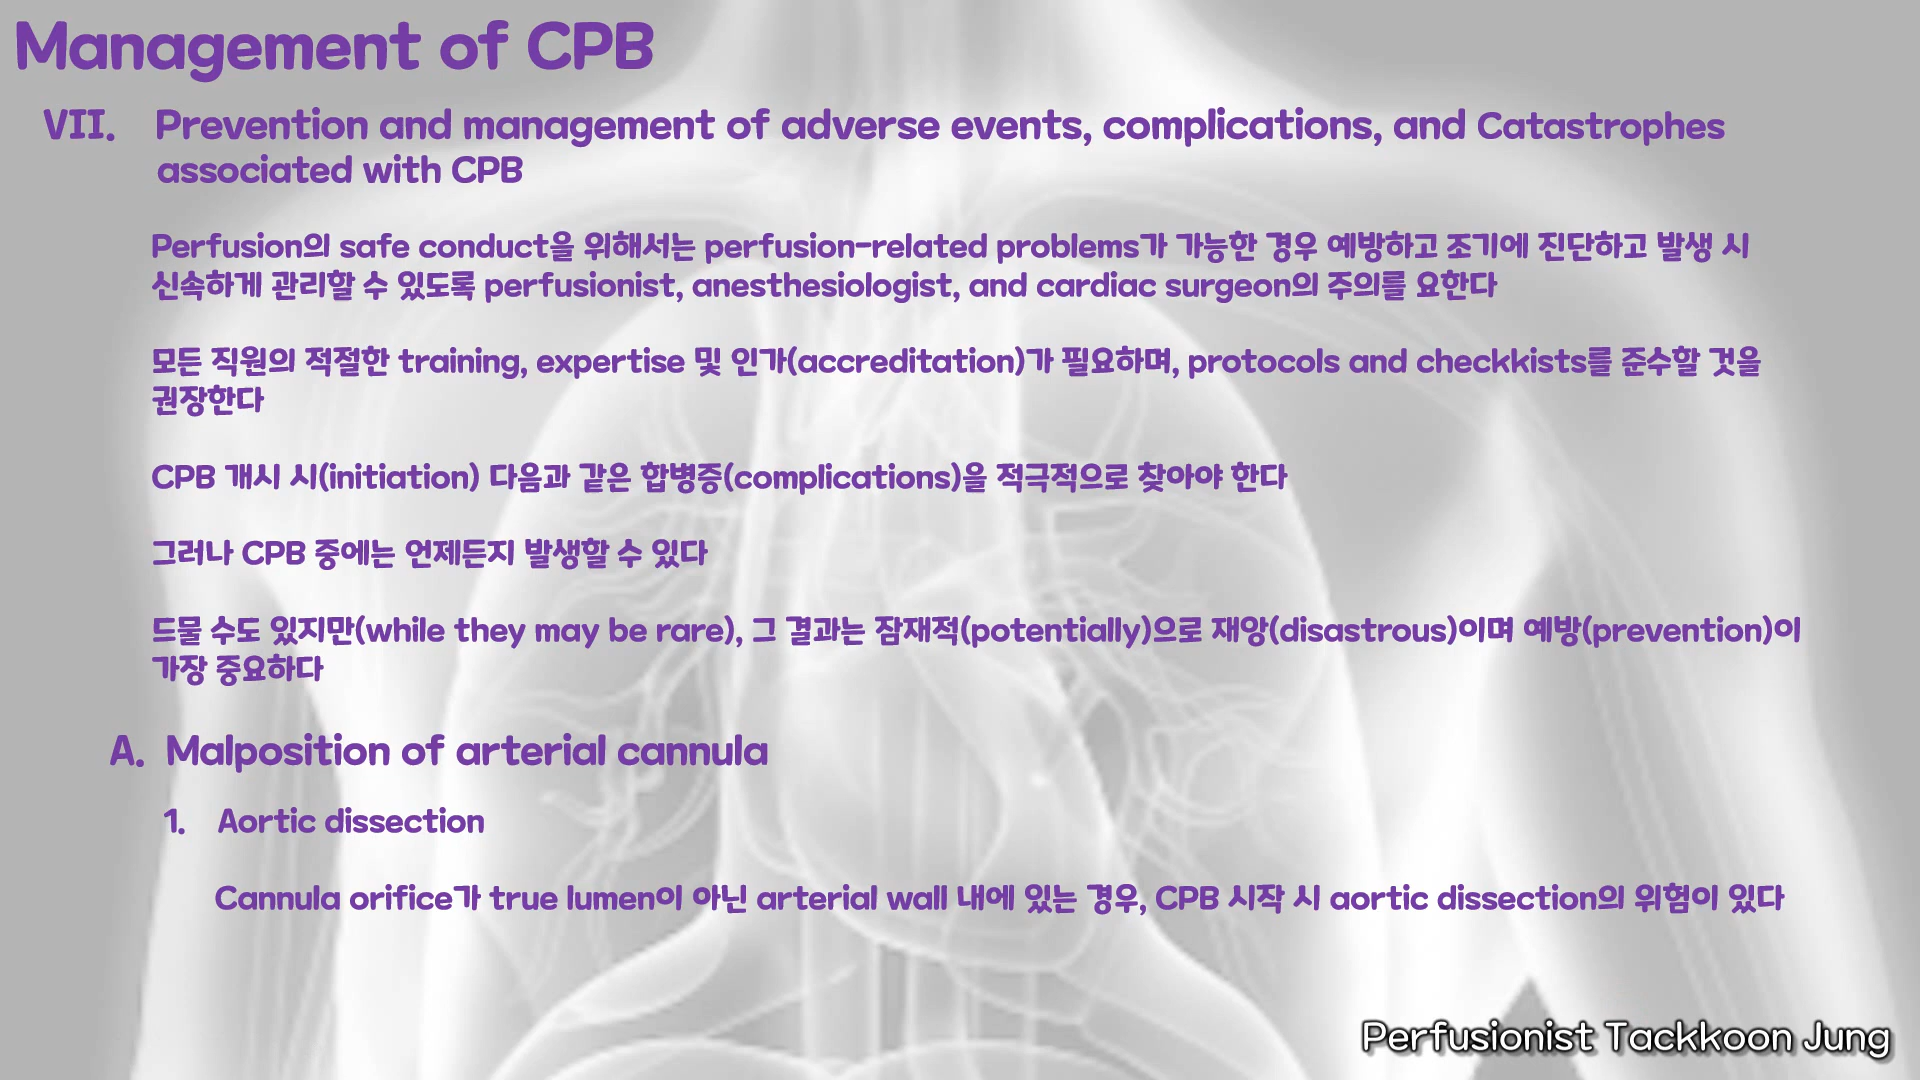 Management of CPB
VII. Prevention and management of adverse events, complications, and Catastrophes
associated with CPB
Perfusion의 safe conduct을 위해서는 perfusion-related problems가 가능한 경우 예방하고 조기에 진단하고 발생 시
신속하게 관리할 수 있도록 perfusionist, anesthesiologist, and cardiac surgeon의 주의를 요한다
모든 직원의 적절한 training, expertise 및 인가(accreditation)가 필요하며, protocols and checkkists를 준수할 것을
권장한다
CPB 개시 시(initiation) 다음과 같은 합병증(complications)을 적극적으로 찾아야 한다
그러나 CPB 중에는 언제든지 발생할 수 있다
드물 수도 있지만(while they may be rare), 그 결과는 잠재적(potentially)으로 재앙(disastrous)이며 예방(prevention)이
가장 중요하다
A. Malposition of arterial cannula
1. Aortic dissection
Cannula orifice가 true lumen이 아닌 arterial wall 내에 있는 경우, CPB 시작 시 aortic dissection의 위험이 있다
Perfusionist Tackkoon Jung